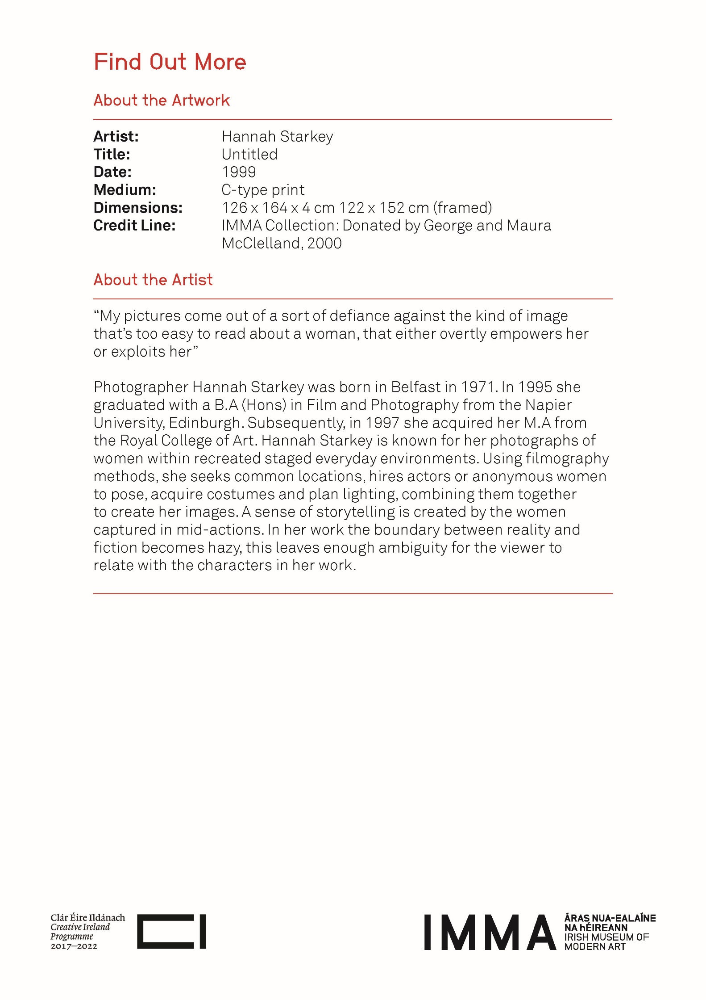 Find Out More
About the Artwork
Artist: Hannah Starkey
Title: Untitled
Date: 1999
Medium: C-type print
Dimensions: 126 x 164 x 4 cm 122 x 152 cm (framed)
Credit Line: IMMA Collection: Donated by George and Maura
McClelland, 2000
About the Artist
“My pictures come out of a sort of defiance against the kind of image
that’s too easy to read about a woman, that either overtly empowers her
or exploits her”
Photographer Hannah Starkey was born in Belfast in 1971. In 1995 she
graduated with a B.A (Hons) in Film and Photography from the Napier
University, Edinburgh. Subsequently, in 1997 she acquired her M.A from
the Royal College of Art. Hannah Starkey is known for her photographs of
women within recreated staged everyday environments. Using filmography
methods, she seeks common locations, hires actors or anonymous women
to pose, acquire costumes and plan lighting, combining them together
to create her images. A sense of storytelling is created by the women
captured in mid-actions. In her work the boundary between reality and
fiction becomes hazy, this leaves enough ambiguity for the viewer to
relate with the characters in her work.
Clár Éire Ildánach
Creative Ireland
Programme
2017–2022
CI
IMMA
ÁRAS NUA-EALAÍNE
NA hÉIREANN
IRISH MUSEUM OF
MODERN ART